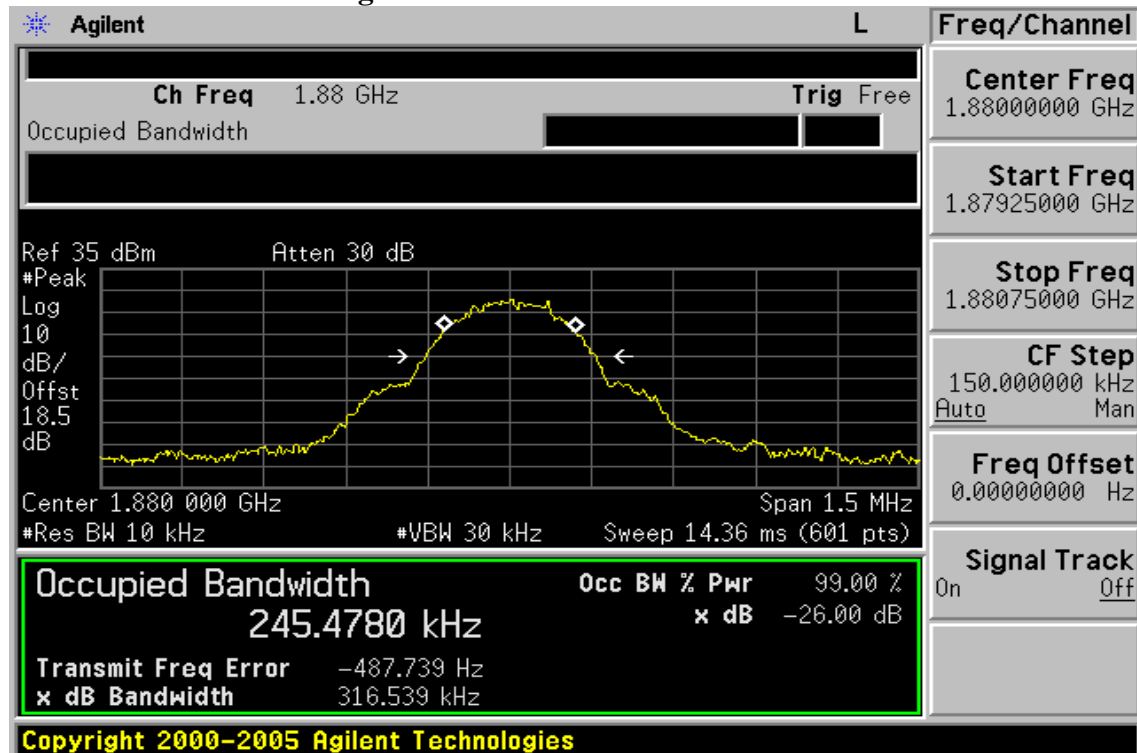 Agilent L
Freq/Channel
Ch Freq 1.88 GHz Trig Free
Occupied Bandwidth
Center Freq
1.88000000 GHz
Start Freq
1.87925000 GHz
Stop Freq
1.88075000 GHz
CF Step
150.000000 kHz
Auto Man
Freq Offset
0.00000000 Hz
Signal Track
On Off
Ref 35 dBm Atten 30 dB
#Peak
Log
10
dB/
Offst
18.5
dB
Center 1.880 000 GHz Span 1.5 MHz
#Res BW 10 kHz #VBW 30 kHz Sweep 14.36 ms (601 pts)
Occupied Bandwidth Occ BW % Pwr 99.00 %
245.4780 kHz x dB -26.00 dB
Transmit Freq Error -487.739 Hz
x dB Bandwidth 316.539 kHz
Copyright 2000-2005 Agilent Technologies